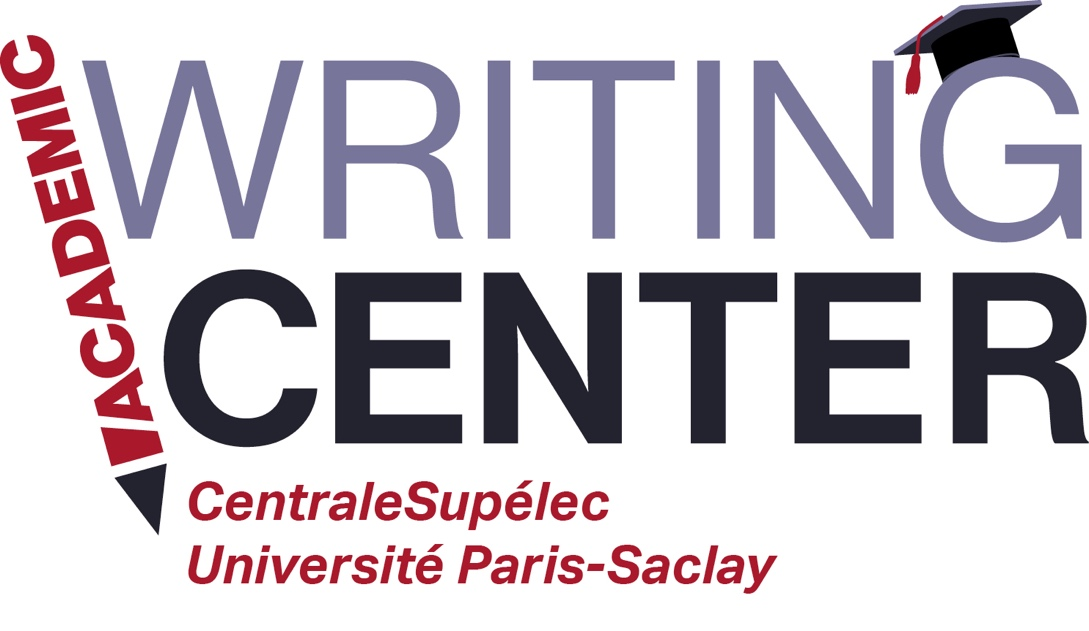 ACADEMIC
WRITING
CENTER
CentraleSupélec
Université Paris-Saclay